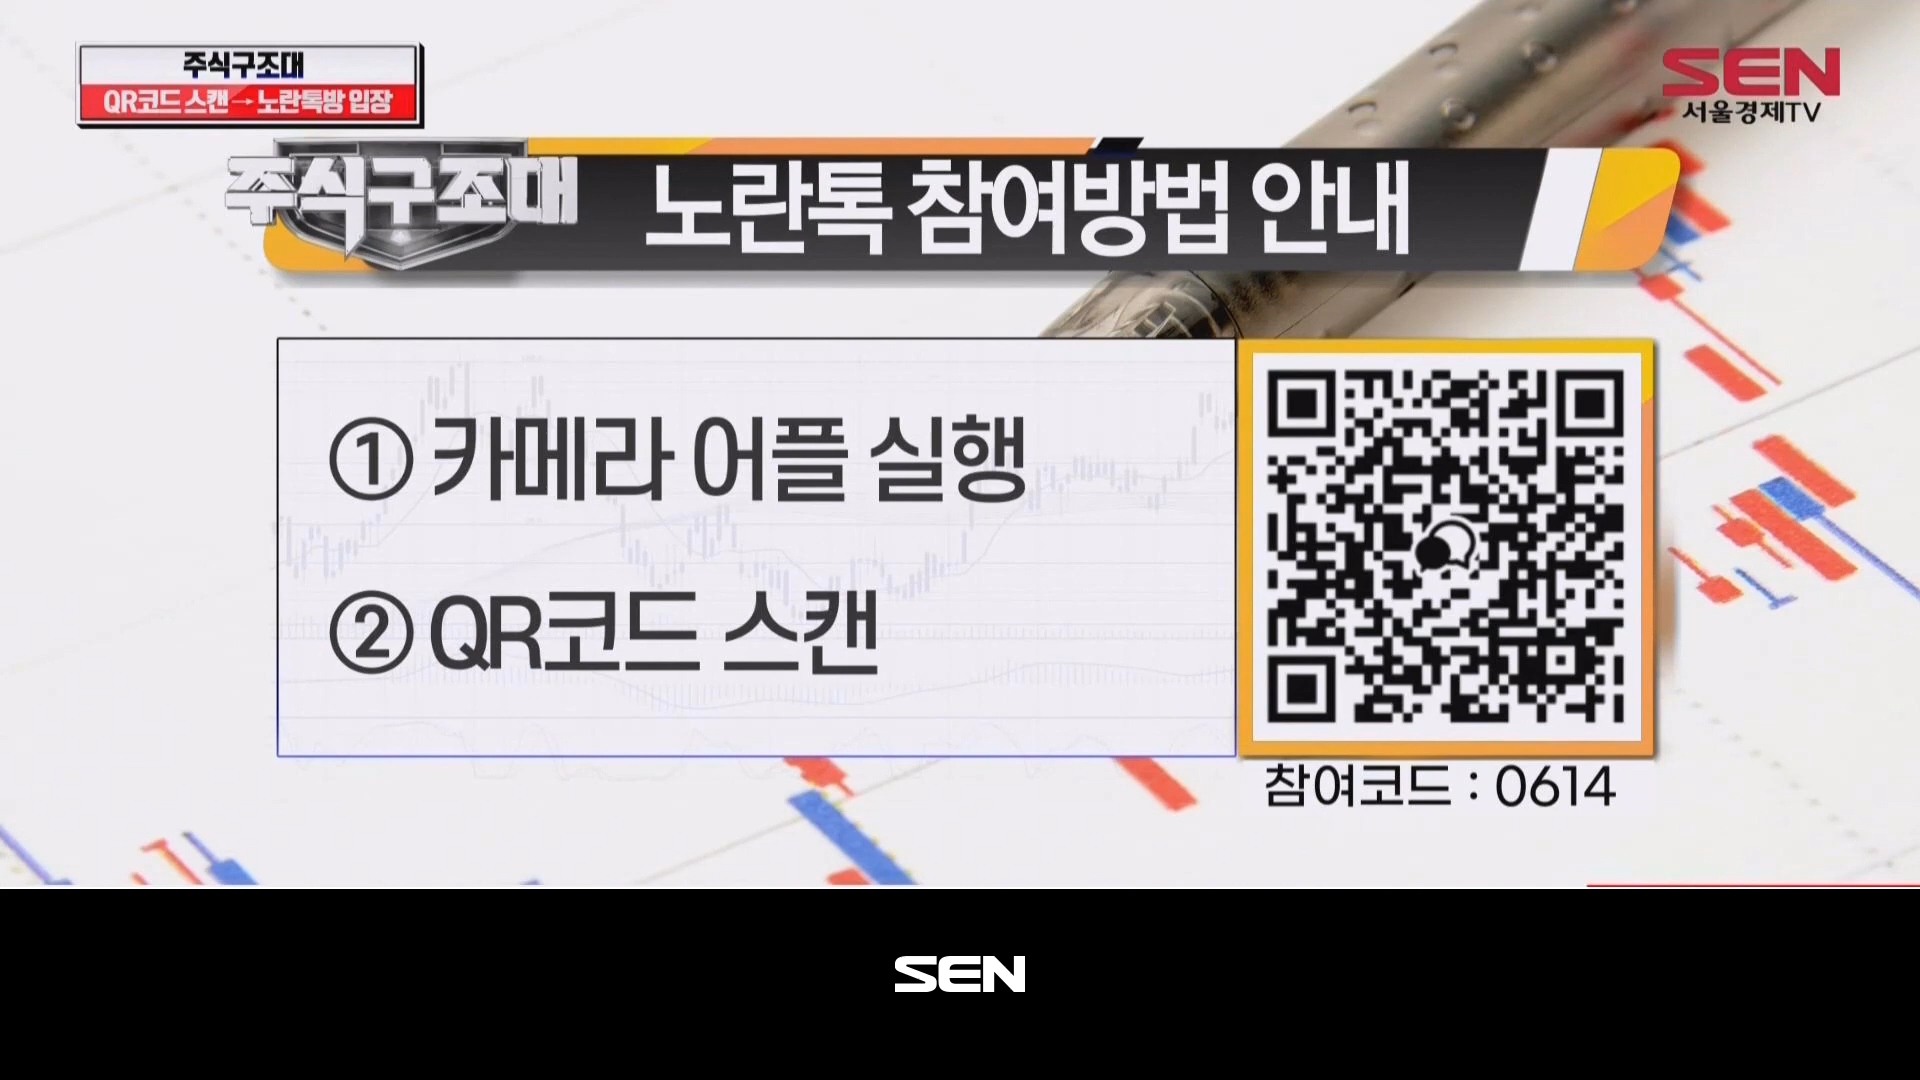 주식구조대
QR코드 스캔→노란톡방 입장
SEN
서울경제TV
주식구조대
노란톡 참여방법 안내
① 카메라 어플 실행
② QR코드 스캔
참여코드 : 0614
SEN